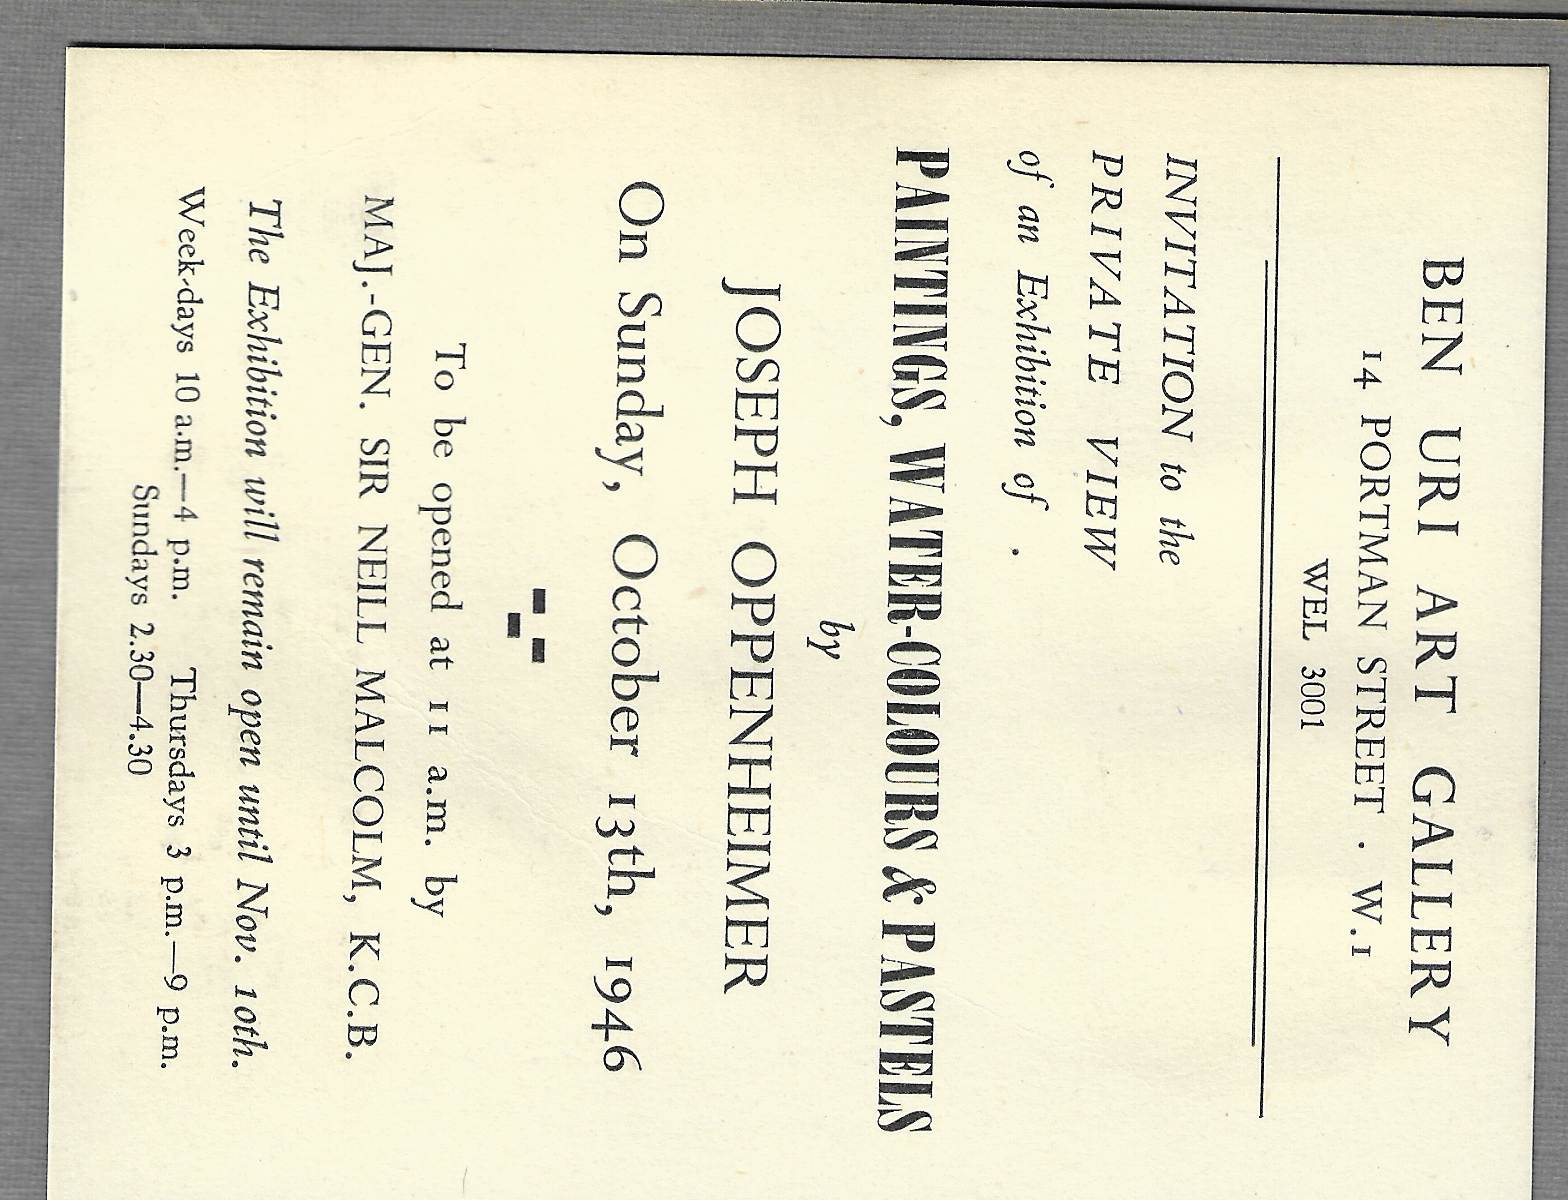 BEN URI ART GALLERY
14 PORTMAN STREET . W.1
WEL 3001
INVITATION to the
PRIVATE VIEW
of an Exhibition of .
PAINTINGS, WATER-COLOURS & PASTELS
by
JOSEPH OPPENHEIMER
On Sunday, October 13th, 1946
To be opened at 11 a.m. by
MAJ.-GEN. SIR NEILL MALCOLM, K.C.B.
The Exhibition will remain open until Nov. 10th.
Week-days 10 a.m.—4 p.m. Thursdays 3 p.m.—9 p.m.
Sundays 2.30—4.30